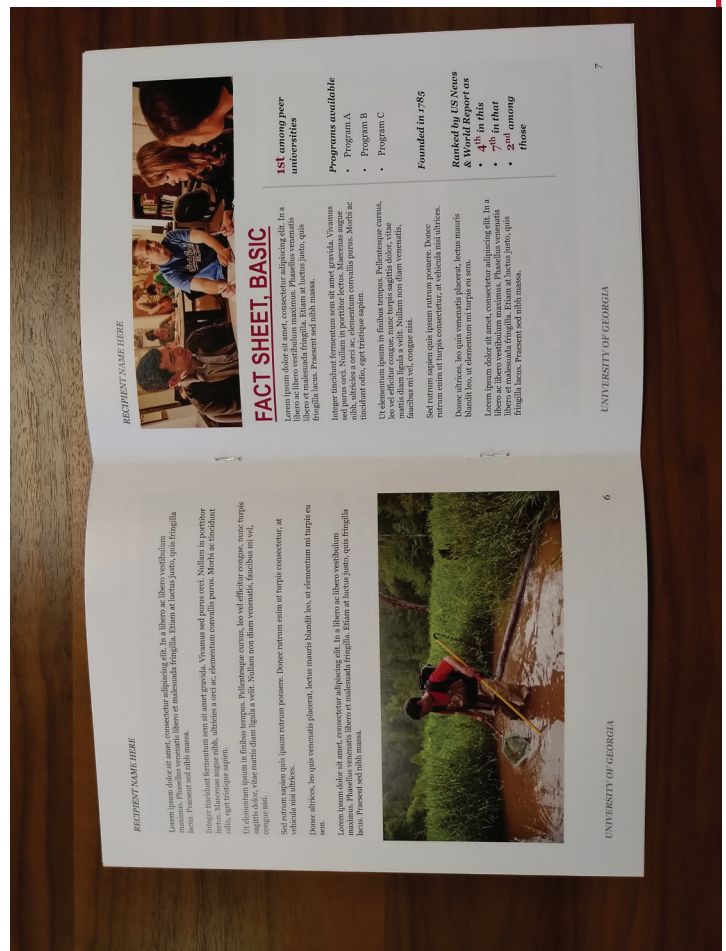 RECIPIENT NAME HERE
Lorem ipsum dolor sit amet, consectetur adipiscing elit. In a libero ac libero vestibulum
maximus. Phasellus venenatis libero et malesuada fringilla. Etiam at luctus justo, quis fringilla
lacus. Praesent sed nibh massa.
Integer tincidunt fermentum sem sit amet gravida. Vivamus sed purus orci. Nullam in porttitor
lectus. Maecenas augue nibh, ultricies a orci ac, elementum convallis purus. Morbi ac tincidunt
odio, eget tristique sapien.
Ut elementum ipsum in finibus tempus. Pellentesque cursus, leo vel efficitur congue, nunc turpis
sagittis dolor, vitae mattis diam ligula a velit. Nullam non diam venenatis, faucibus mi vel,
congue nisi.
Sed rutrum sapien quis ipsum rutrum posuere. Donec rutrum enim ut turpis consectetur, at
vehicula nisi ultrices.
Donec ultrices, leo quis venenatis placerat, lectus mauris blandit leo, ut elementum mi turpis eu
sem.
Lorem ipsum dolor sit amet, consectetur adipiscing elit. In a libero ac libero vestibulum
maximus. Phasellus venenatis libero et malesuada fringilla. Etiam at luctus justo, quis fringilla
lacus. Praesent sed nibh massa.
UNIVERSITY OF GEORGIA
6
RECIPIENT NAME HERE
FACT SHEET, BASIC
Lorem ipsum dolor sit amet, consectetur adipiscing elit. In a
libero ac libero vestibulum maximus. Phasellus venenatis
libero et malesuada fringilla. Etiam at luctus justo, quis
fringilla lacus. Praesent sed nibh massa.
Integer tincidunt fermentum sem sit amet gravida. Vivamus
sed purus orci. Nullam in porttitor lectus. Maecenas augue
nibh, ultricies a orci ac, elementum convallis purus. Morbi ac
tincidunt odio, eget tristique sapien.
Ut elementum ipsum in finibus tempus. Pellentesque cursus,
leo vel efficitur congue, nunc turpis sagittis dolor, vitae
mattis diam ligula a velit. Nullam non diam venenatis,
faucibus mi vel, congue nisi.
Sed rutrum sapien quis ipsum rutrum posuere. Donec
rutrum enim ut turpis consectetur, at vehicula nisi ultrices.
Donec ultrices, leo quis venenatis placerat, lectus mauris
blandit leo, ut elementum mi turpis eu sem.
Lorem ipsum dolor sit amet, consectetur adipiscing elit. In a
libero ac libero vestibulum maximus. Phasellus venenatis
libero et malesuada fringilla. Etiam at luctus justo, quis
fringilla lacus. Praesent sed nibh massa.
1st among peer
universities
Programs available
• Program A
• Program B
• Program C
Founded in 1785
Ranked by US News
& World Report as
• 4th in this
• 7th in that
• 2nd among
those
UNIVERSITY OF GEORGIA
7